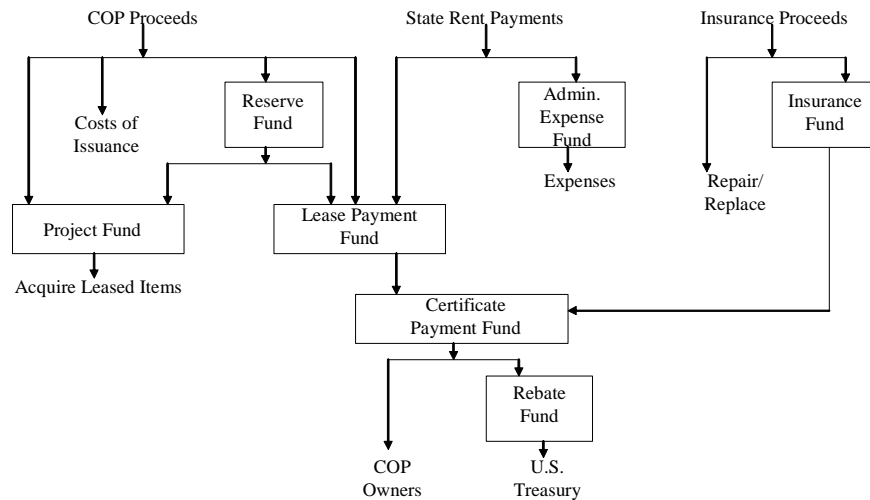 COP Proceeds
State Rent Payments
Insurance Proceeds
Reserve
Fund
Costs of
Issuance
Admin.
Expense
Fund
Insurance
Fund
Expenses
Repair/
Replace
Project Fund
Lease Payment
Fund
Acquire Leased Items
Certificate
Payment Fund
Rebate
Fund
COP
Owners
U.S.
Treasury